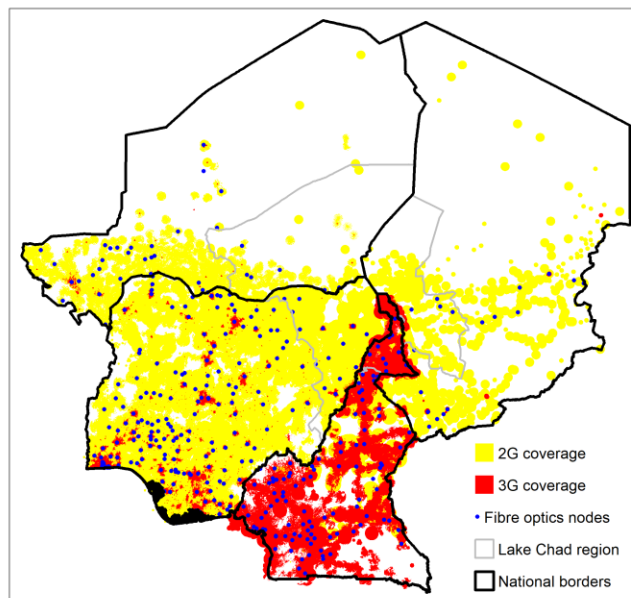 2G coverage
3G coverage
Fibre optics nodes
Lake Chad region
National borders